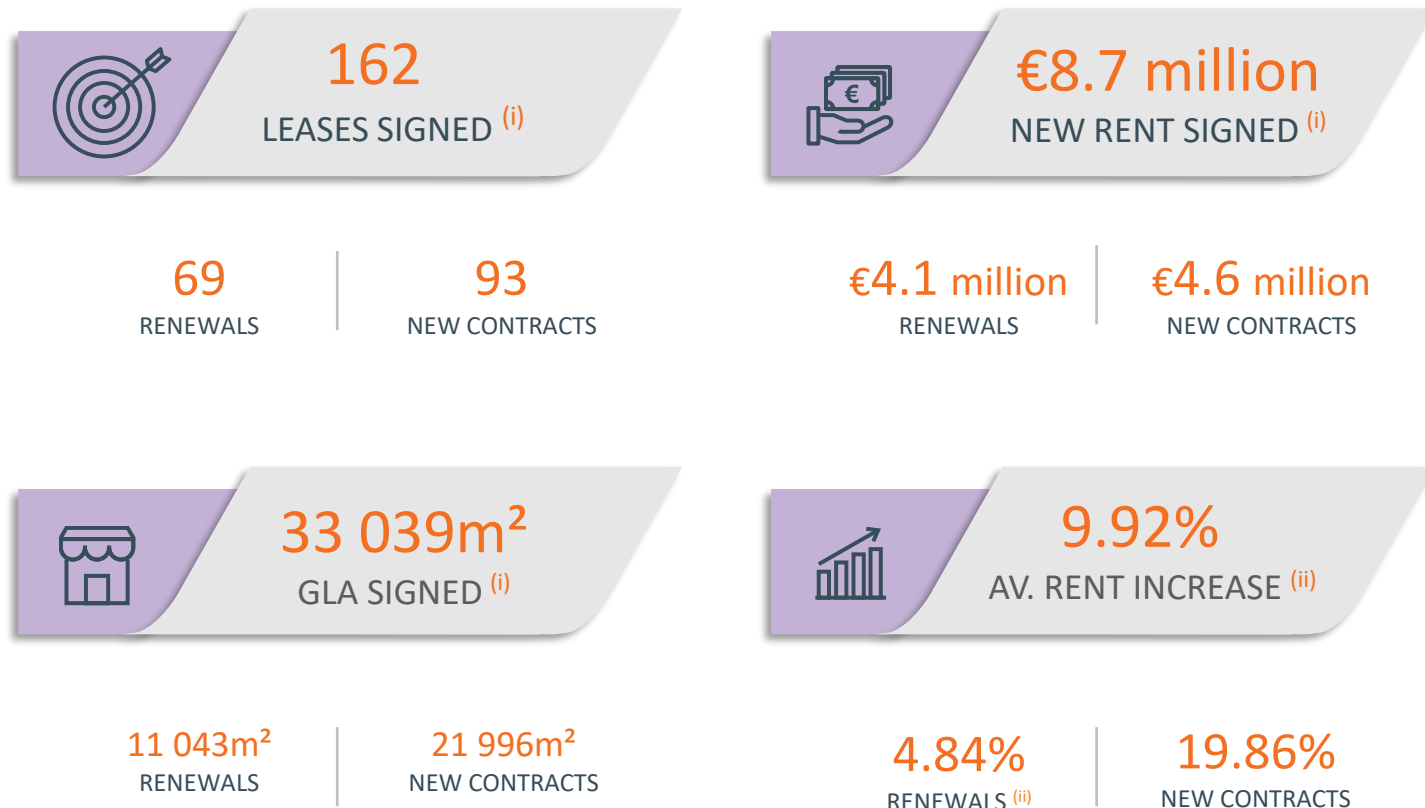 162
LEASES SIGNED (i)
69
RENEWALS
93
NEW CONTRACTS
€8.7 million
NEW RENT SIGNED (i)
€4.1 million
RENEWALS
€4.6 million
NEW CONTRACTS
33 039m²
GLA SIGNED (i)
11 043m²
RENEWALS
21 996m²
NEW CONTRACTS
9.92%
AV. RENT INCREASE (ii)
4.84%
RENEWALS (ii)
19.86%
NEW CONTRACTS